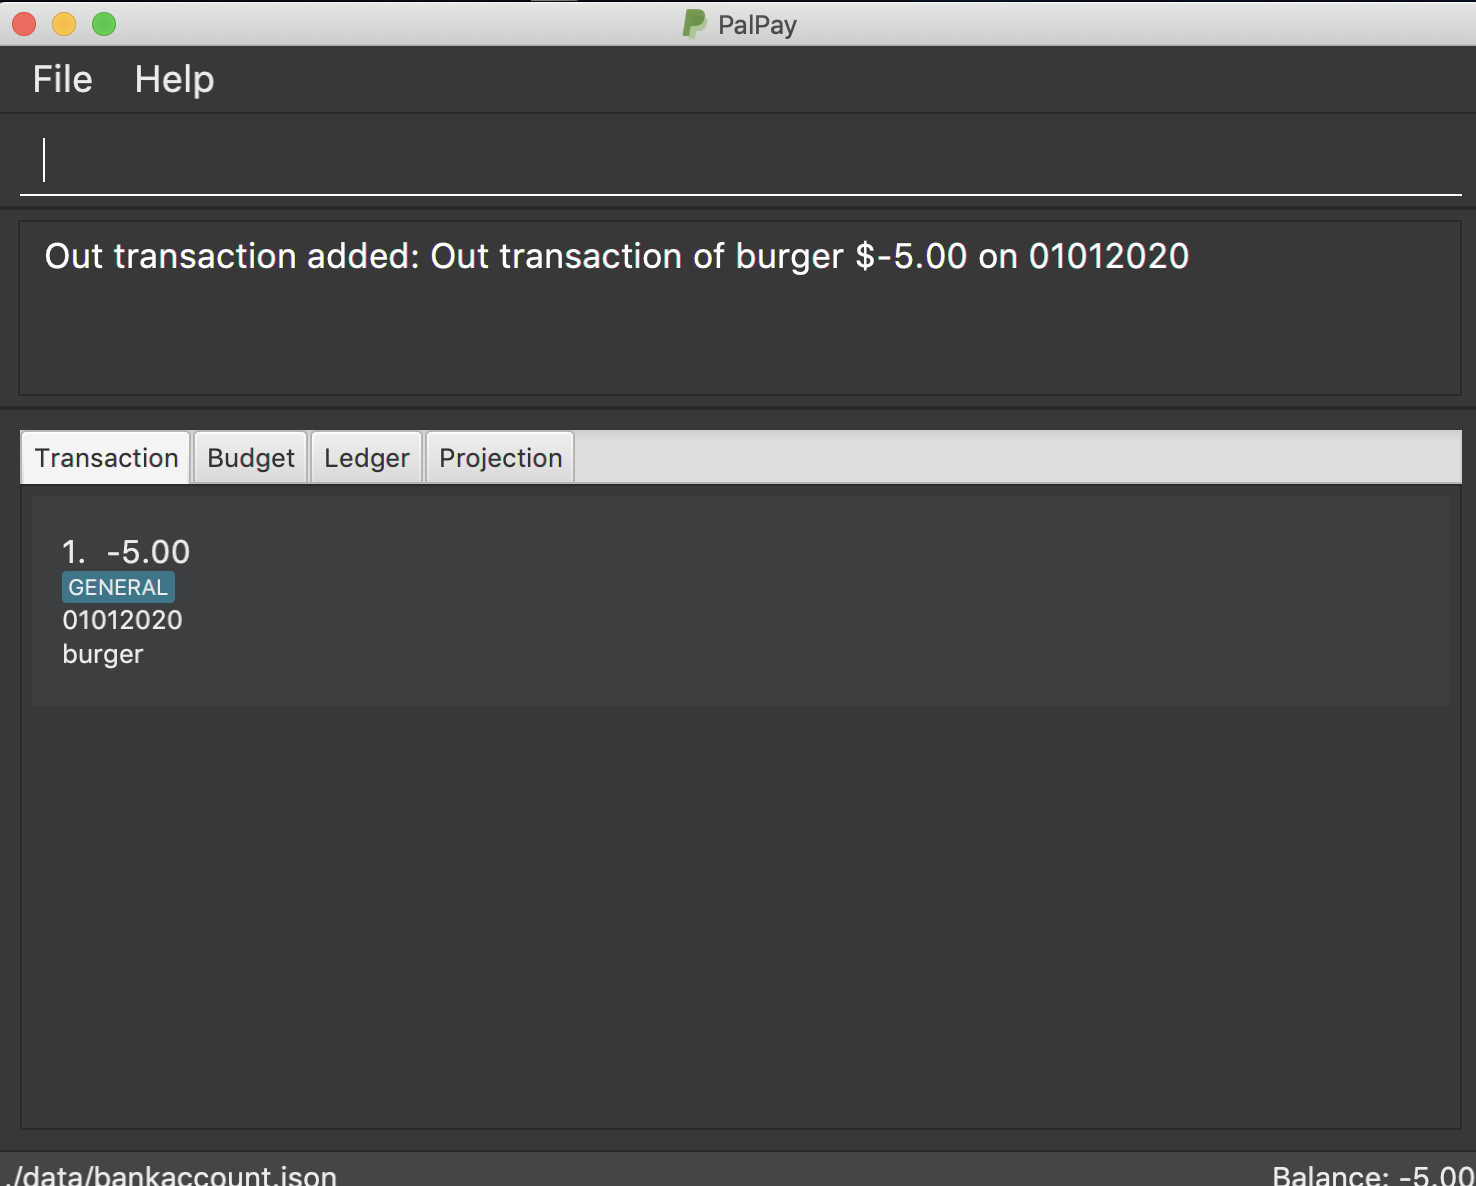 PalPay
File Help
Out transaction added: Out transaction of burger $-5.00 on 01012020
Transaction Budget Ledger Projection
1. -5.00
GENERAL
01012020
burger
./data/bankaccount.json Balance: -5.00